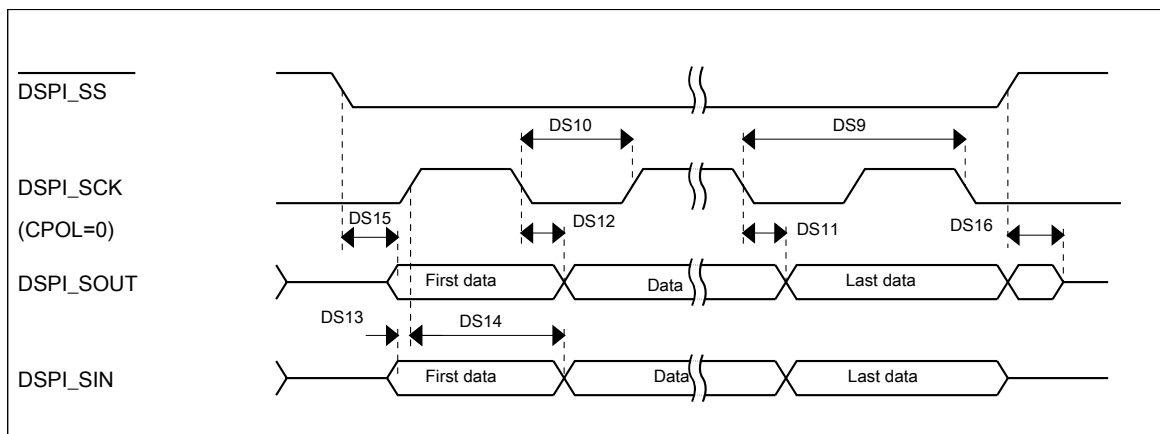 DSPI_SS
DS10
DS9
DSPI_SCK
(CPOL=0)
DS15
DS12
DS11
DS16
DSPI_SOUT
First data
Data
Last data
DS13
DS14
DSPI_SIN
First data
Data
Last data